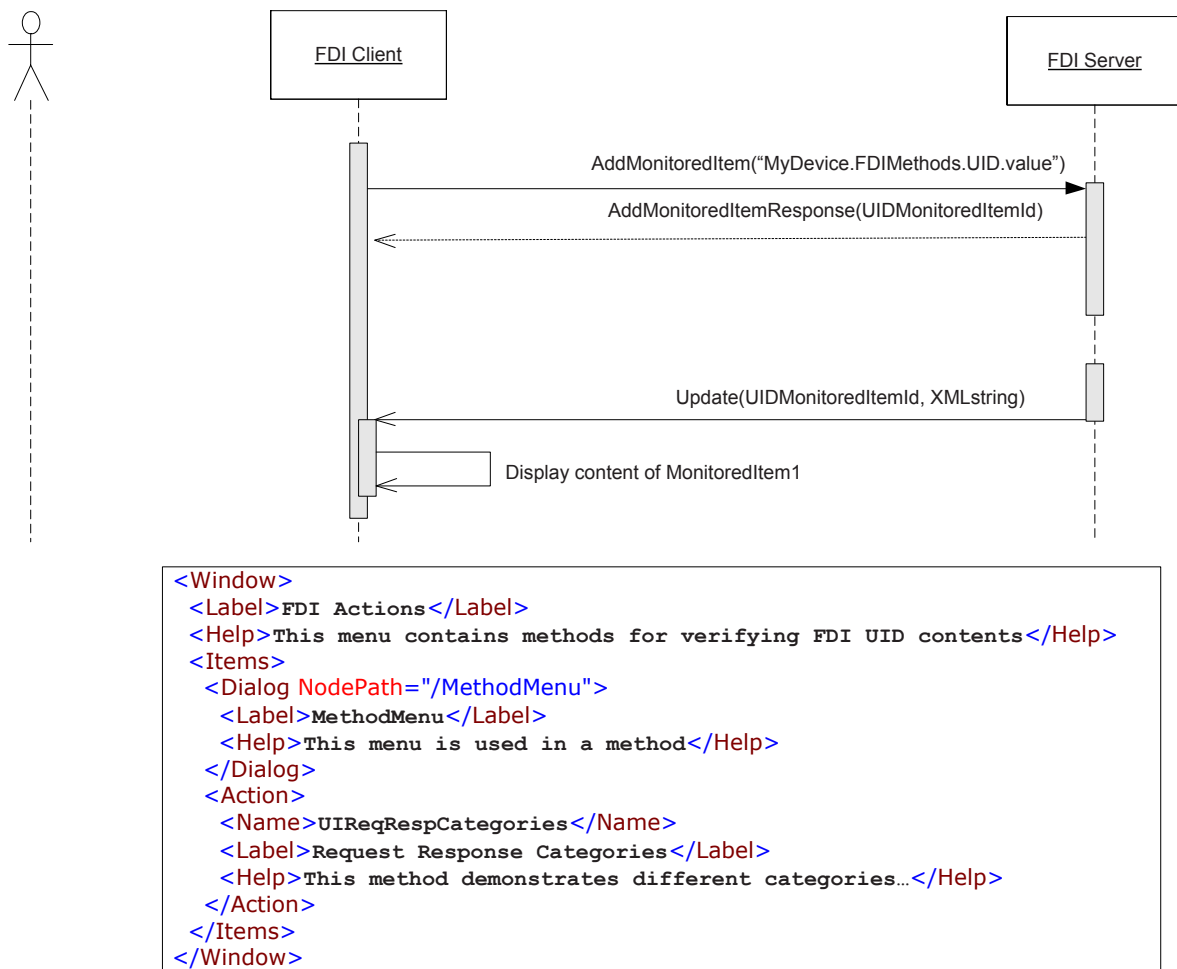 FDI Client
FDI Server
AddMonitoredItem(“MyDevice.FDIMethods.UID.value”)
AddMonitoredItemResponse(UIDMonitoredItemId)
Update(UIDMonitoredItemId, XMLstring)
Display content of MonitoredItem1
<Window>
<Label>FDI Actions</Label>
<Help>This menu contains methods for verifying FDI UID contents</Help>
<Items>
<Dialog NodePath="/MethodMenu">
<Label>MethodMenu</Label>
<Help>This menu is used in a method</Help>
</Dialog>
<Action>
<Name>UIReqRespCategories</Name>
<Label>Request Response Categories</Label>
<Help>This method demonstrates different categories…</Help>
</Action>
</Items>
</Window>